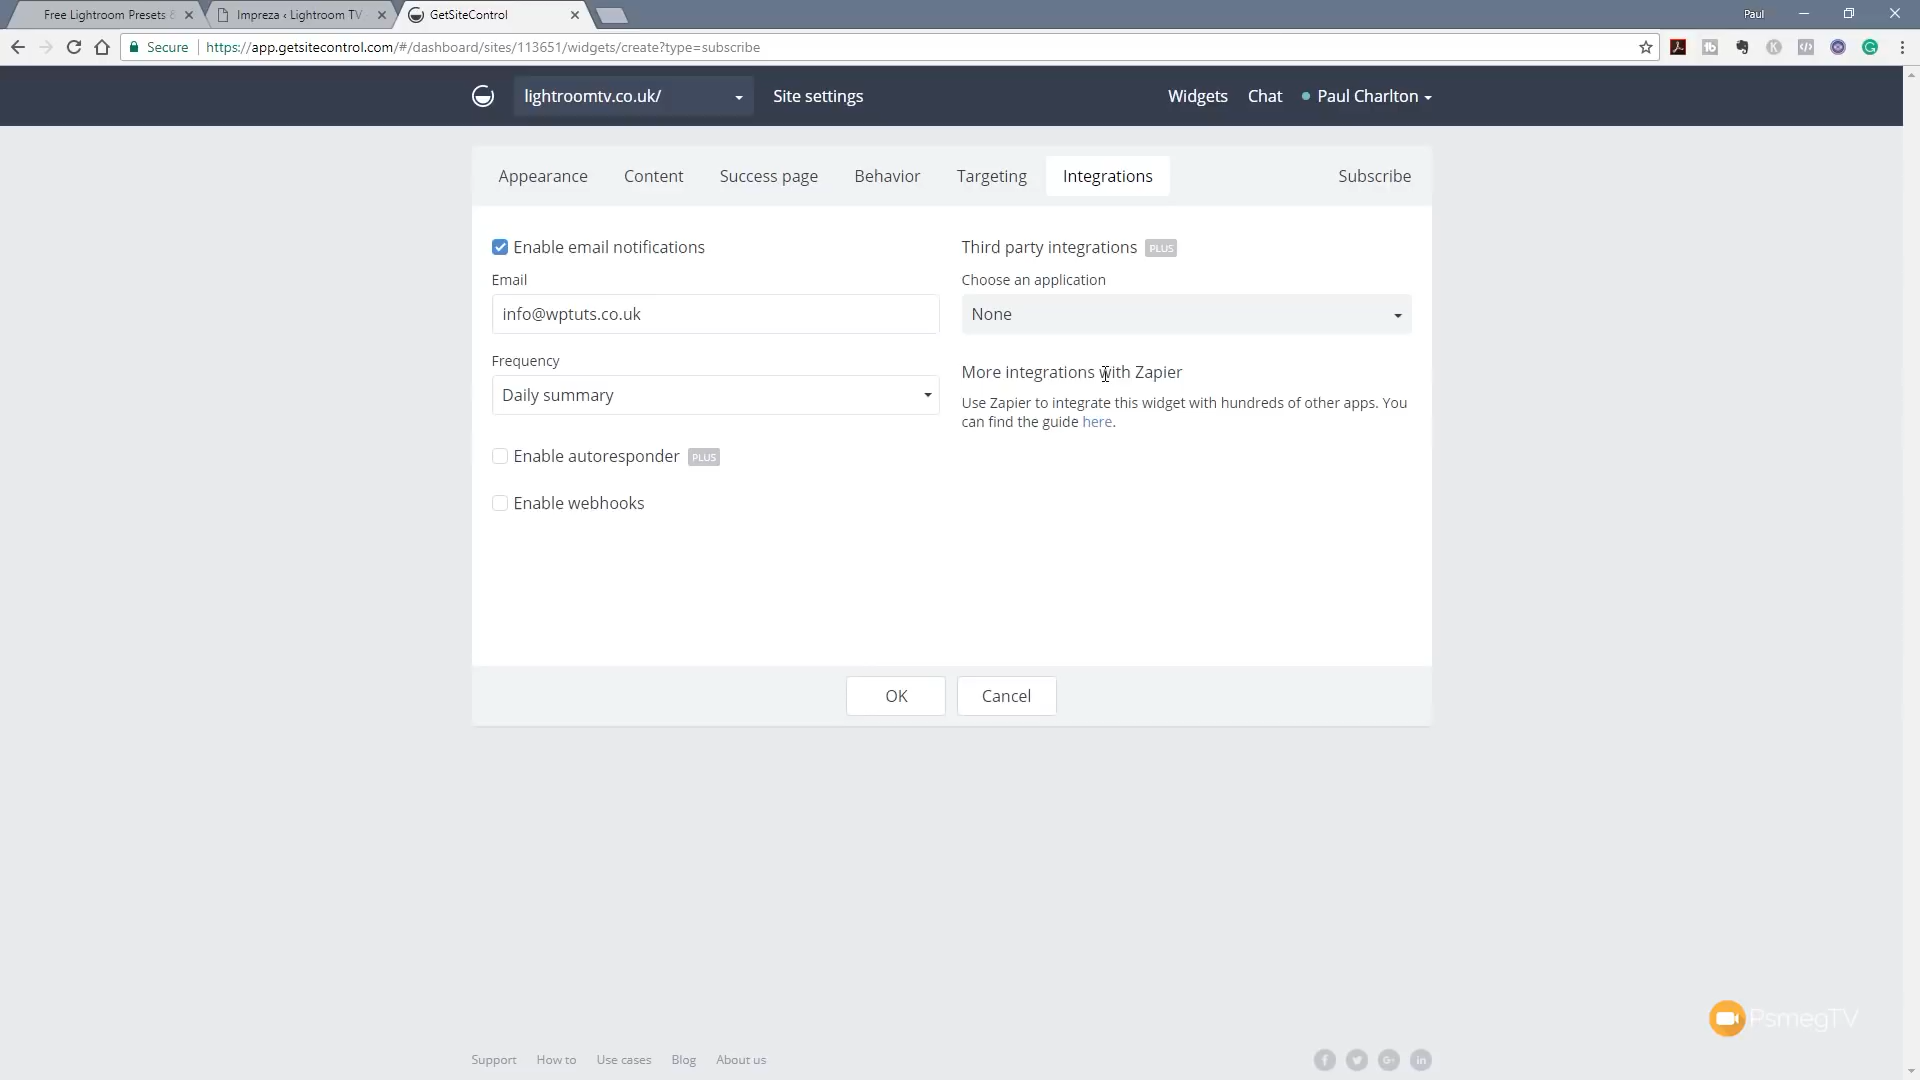 Free Lightroom Presets &
Impreza ‹ Lightroom TV
GetSiteControl
Paul
Secure
https://app.getsitecontrol.com/#/dashboard/sites/113651/widgets/create?type=subscribe
lightroomtv.co.uk/
Site settings
Widgets
Chat
Paul Charlton
Appearance
Content
Success page
Behavior
Targeting
Integrations
Subscribe
Enable email notifications
Email
info@wptuts.co.uk
Frequency
Daily summary
Enable autoresponder PLUS
Enable webhooks
Third party integrations PLUS
Choose an application
None
More integrations with Zapier
Use Zapier to integrate this widget with hundreds of other apps. You
can find the guide here.
OK
Cancel
PsmegTV
Support
How to
Use cases
Blog
About us